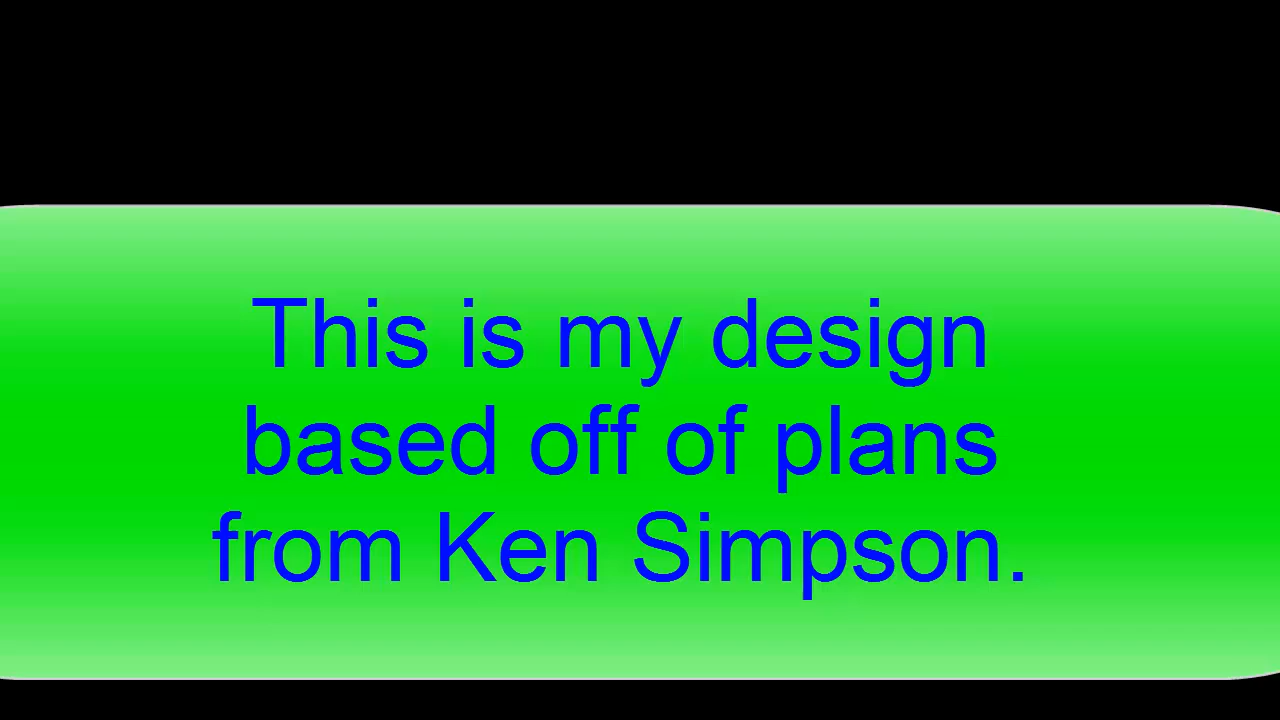 This is my design
based off of plans
from Ken Simpson.